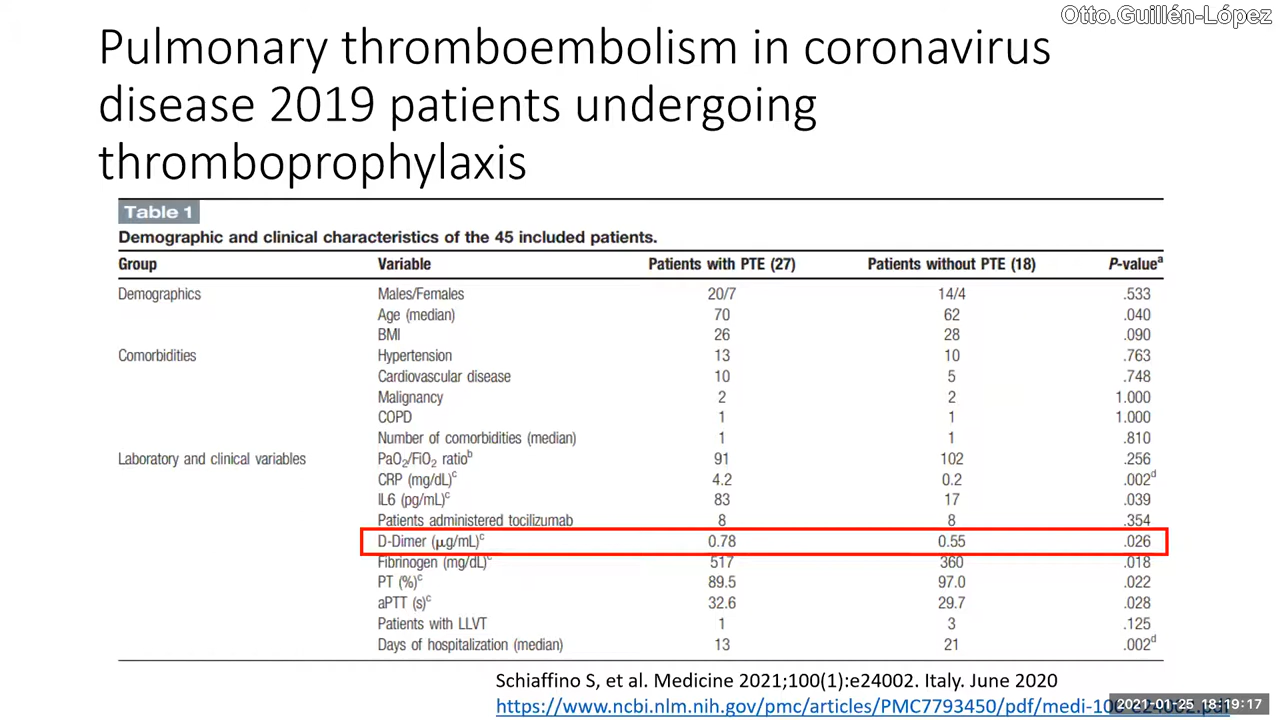 Otto.Guillén-López
Pulmonary thromboembolism in coronavirus
disease 2019 patients undergoing
thromboprophylaxis
Table 1
Demographic and clinical characteristics of the 45 included patients.
Group Variable Patients with PTE (27) Patients without PTE (18) P-valueª
Demographics Males/Females 20/7 14/4 .533
Age (median) 70 62 .040
BMI 26 28 .090
Comorbidities Hypertension 13 10 .763
Cardiovascular disease 10 5 .748
Malignancy 2 2 1.000
COPD 1 1 1.000
Number of comorbidities (median) 1 1 .810
Laboratory and clinical variables PaO₂/FiO₂ ratioᵇ 91 102 .256
CRP (mg/dL)ᶜ 4.2 0.2 .002ᵈ
IL6 (pg/mL)ᶜ 83 17 .039
Patients administered tocilizumab 8 8 .354
D-Dimer (μg/mL)ᶜ 0.78 0.55 .026
Fibrinogen (mg/dL)ᶜ 517 360 .018
PT (%)ᶜ 89.5 97.0 .022
aPTT (s)ᶜ 32.6 29.7 .028
Patients with LLVT 1 3 .125
Days of hospitalization (median) 13 21 .002ᵈ
Schiaffino S, et al. Medicine 2021;100(1):e24002. Italy. June 2020
https://www.ncbi.nlm.nih.gov/pmc/articles/PMC7793450/pdf/medi-10
2021-01-25 18:19:17